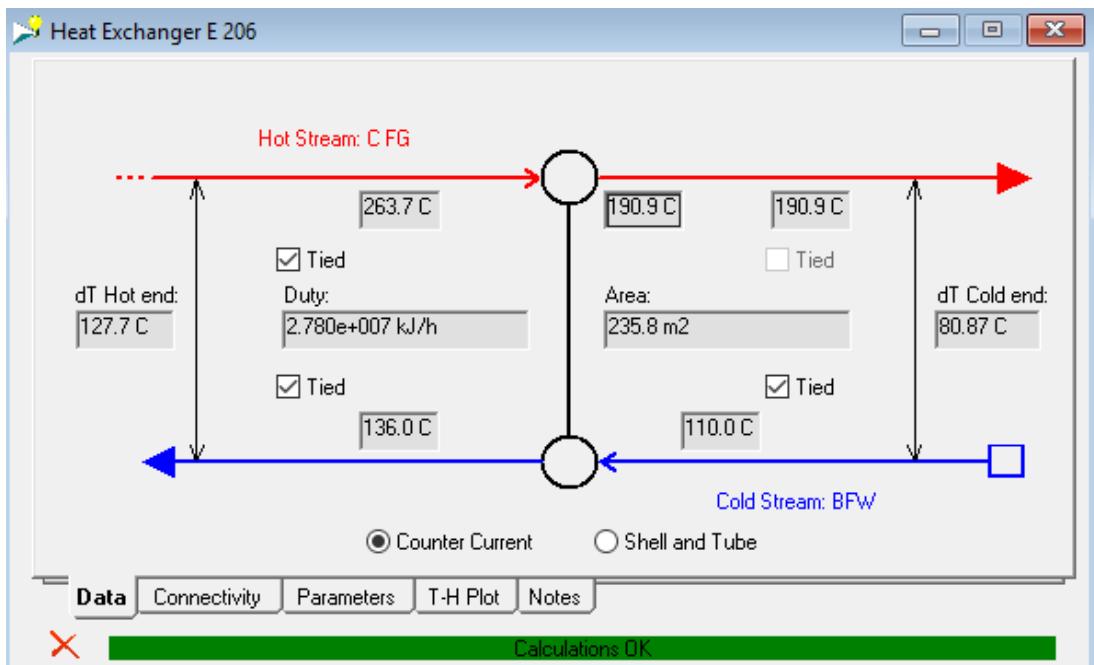 Heat Exchanger E 206
Hot Stream: C FG
263.7 C
190.9 C
190.9 C
Tied
Tied
dT Hot end:
Duty:
Area:
dT Cold end:
127.7 C
2.780e+007 kJ/h
235.8 m2
80.87 C
Tied
Tied
136.0 C
110.0 C
Cold Stream: BFW
Counter Current
Shell and Tube
Data
Connectivity
Parameters
T-H Plot
Notes
Calculations OK